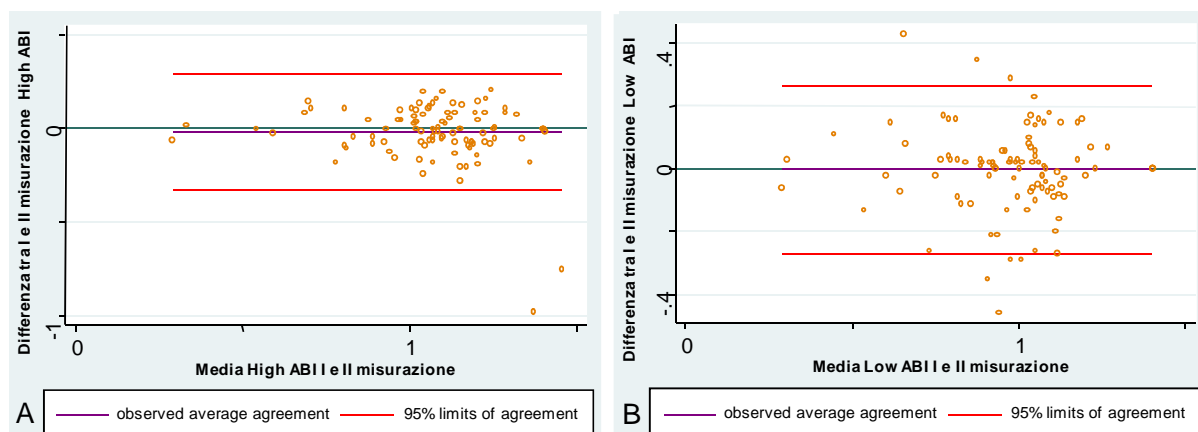 Differenza tra I e II misurazione High ABI
0
-1
0
1
Media High ABI I e II misurazione
A
observed average agreement
95% limits of agreement
Differenza tra I e II misurazione Low ABI
.4
.2
0
.2
-.4
0
1
Media Low ABI I e II misurazione
B
observed average agreement
95% limits of agreement